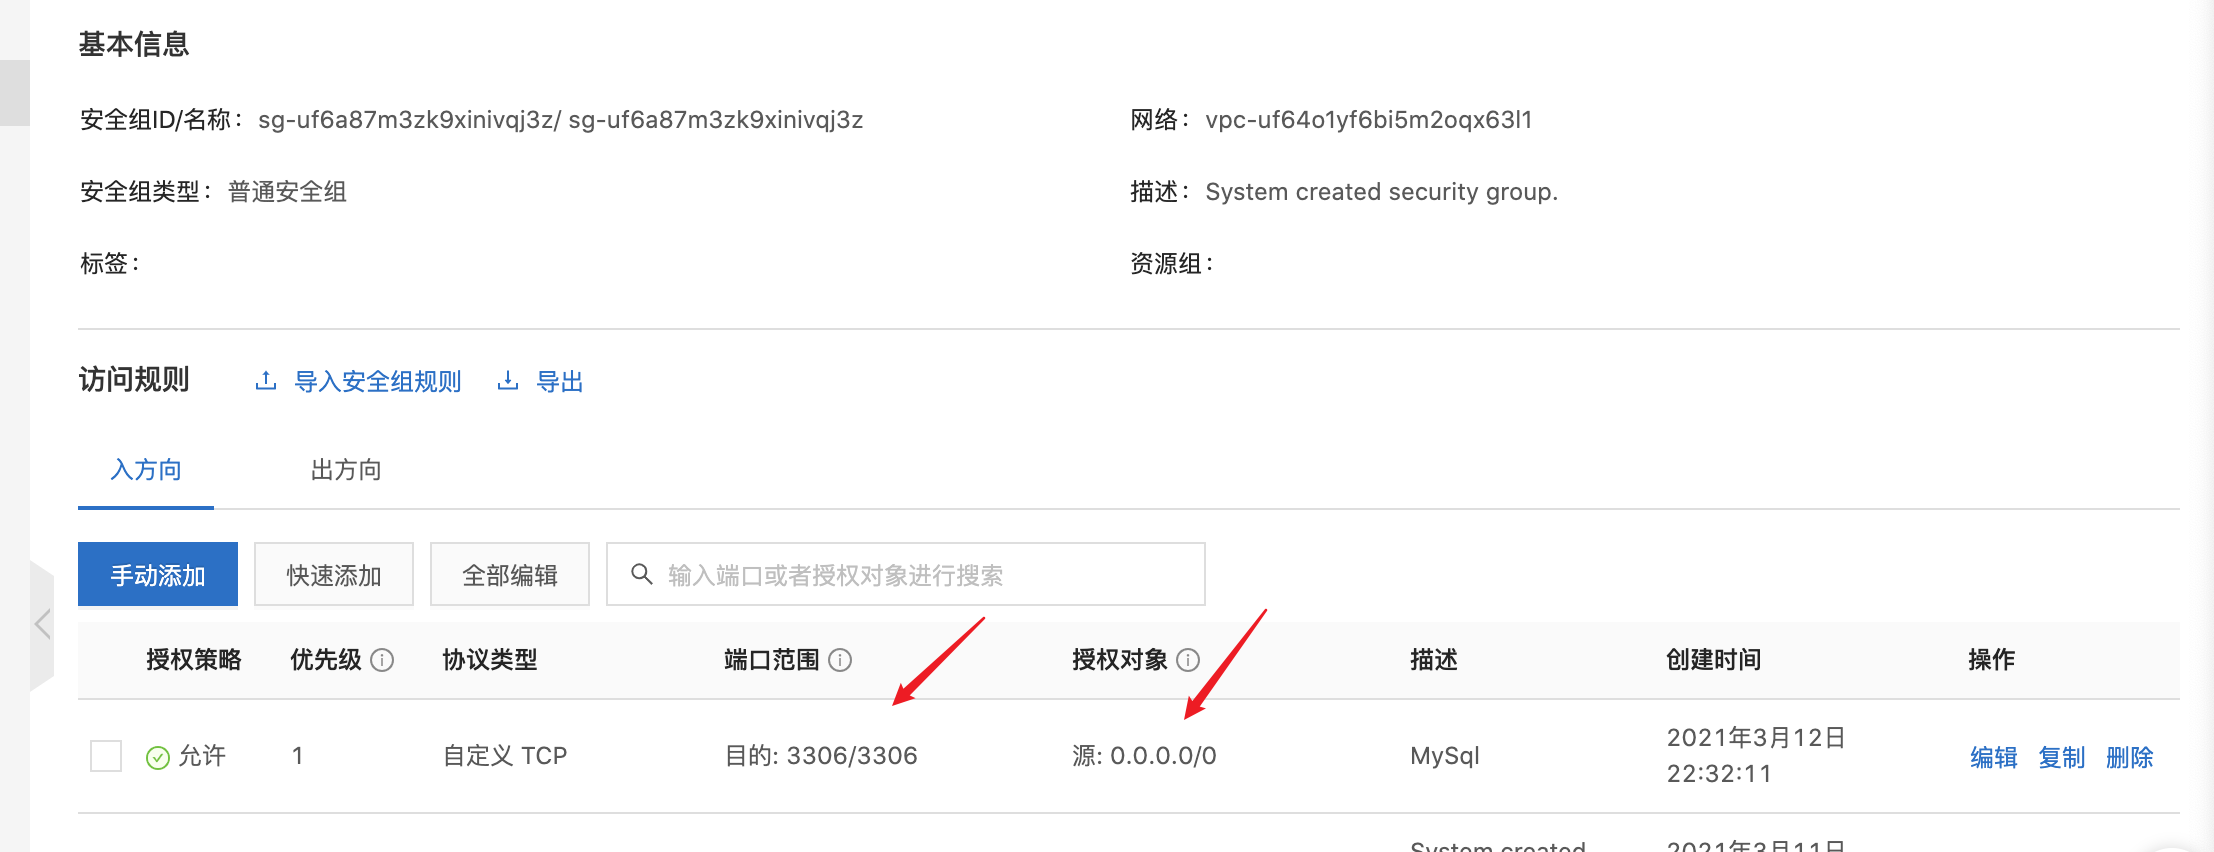 基本信息
安全组ID/名称： sg-uf6a87m3zk9xinivqj3z/ sg-uf6a87m3zk9xinivqj3z
网络： vpc-uf64o1yf6bi5m2oqx63l1
安全组类型： 普通安全组
描述： System created security group.
标签：
资源组：
访问规则 导入安全组规则 导出
入方向 出方向
手动添加 快速添加 全部编辑 输入端口或者授权对象进行搜索
授权策略 优先级 协议类型 端口范围 授权对象 描述 创建时间 操作
允许 1 自定义 TCP 目的: 3306/3306 源: 0.0.0.0/0 MySql 2021年3月12日 22:32:11 编辑 复制 删除
System created 2021年3月11日